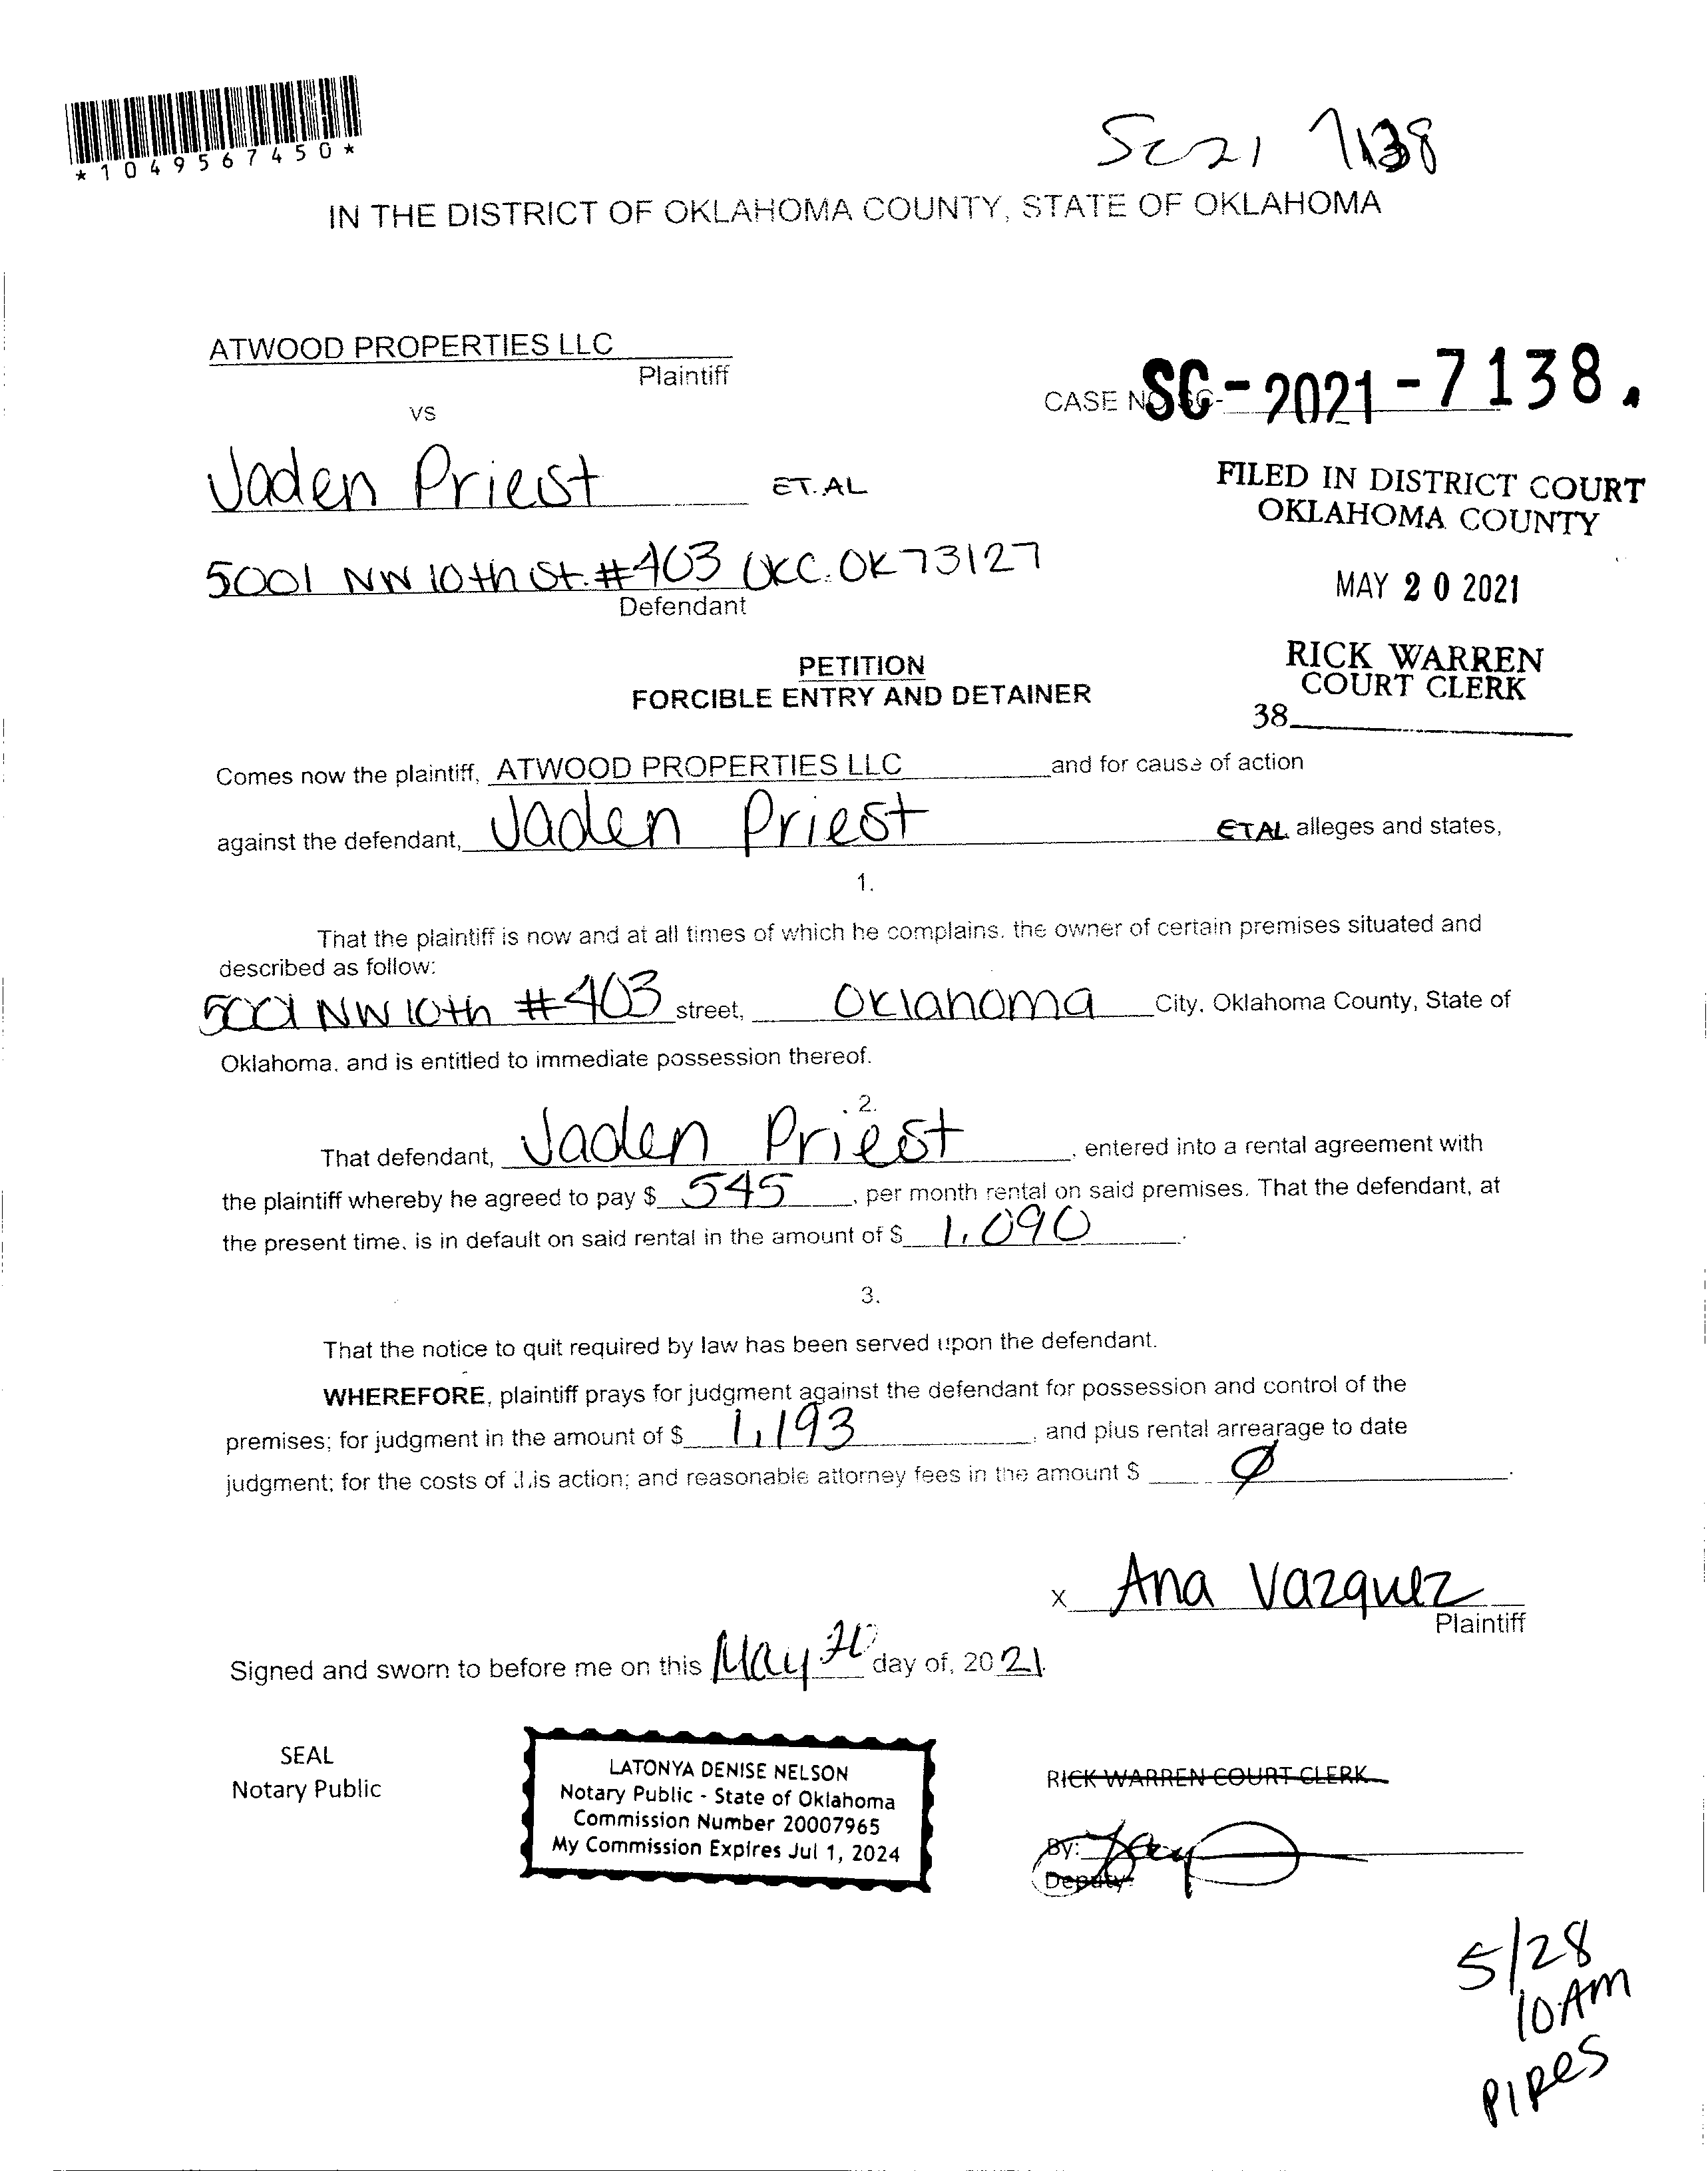 *1049567450*
SC 21 7138
IN THE DISTRICT OF OKLAHOMA COUNTY, STATE OF OKLAHOMA
ATWOOD PROPERTIES LLC
Plaintiff
CASE NO. SC-
SC-2021-7138.
VS
Jaden Priest ET.AL
FILED IN DISTRICT COURT
OKLAHOMA COUNTY
5001 NW 10th St. #403 OKC. OK 73127
Defendant
MAY 20 2021
RICK WARREN
COURT CLERK
38
PETITION
FORCIBLE ENTRY AND DETAINER
Comes now the plaintiff, ATWOOD PROPERTIES LLC and for cause of action
against the defendant, Jaden Priest ETAL alleges and states,
1.
That the plaintiff is now and at all times of which he complains. the owner of certain premises situated and
described as follow:
5001 NW 10th #403 street, Oklahoma City, Oklahoma County, State of
Oklahoma, and is entitled to immediate possession thereof.
2.
That defendant, Jaden Priest, entered into a rental agreement with
the plaintiff whereby he agreed to pay $ 545, per month rental on said premises. That the defendant, at
the present time, is in default on said rental in the amount of $ 1,090.
3.
That the notice to quit required by law has been served upon the defendant.
WHEREFORE, plaintiff prays for judgment against the defendant for possession and control of the
premises; for judgment in the amount of $ 1,193, and plus rental arrearage to date
judgment; for the costs of this action; and reasonable attorney fees in the amount $ Ø.
x Ana Vazquez
Plaintiff
Signed and sworn to before me on this May 20 day of, 20 21.
SEAL
Notary Public
LATONYA DENISE NELSON
Notary Public - State of Oklahoma
Commission Number 20007965
My Commission Expires Jul 1, 2024
RICK WARREN COURT CLERK
By:
Deputy
5/28
10AM
PIRES